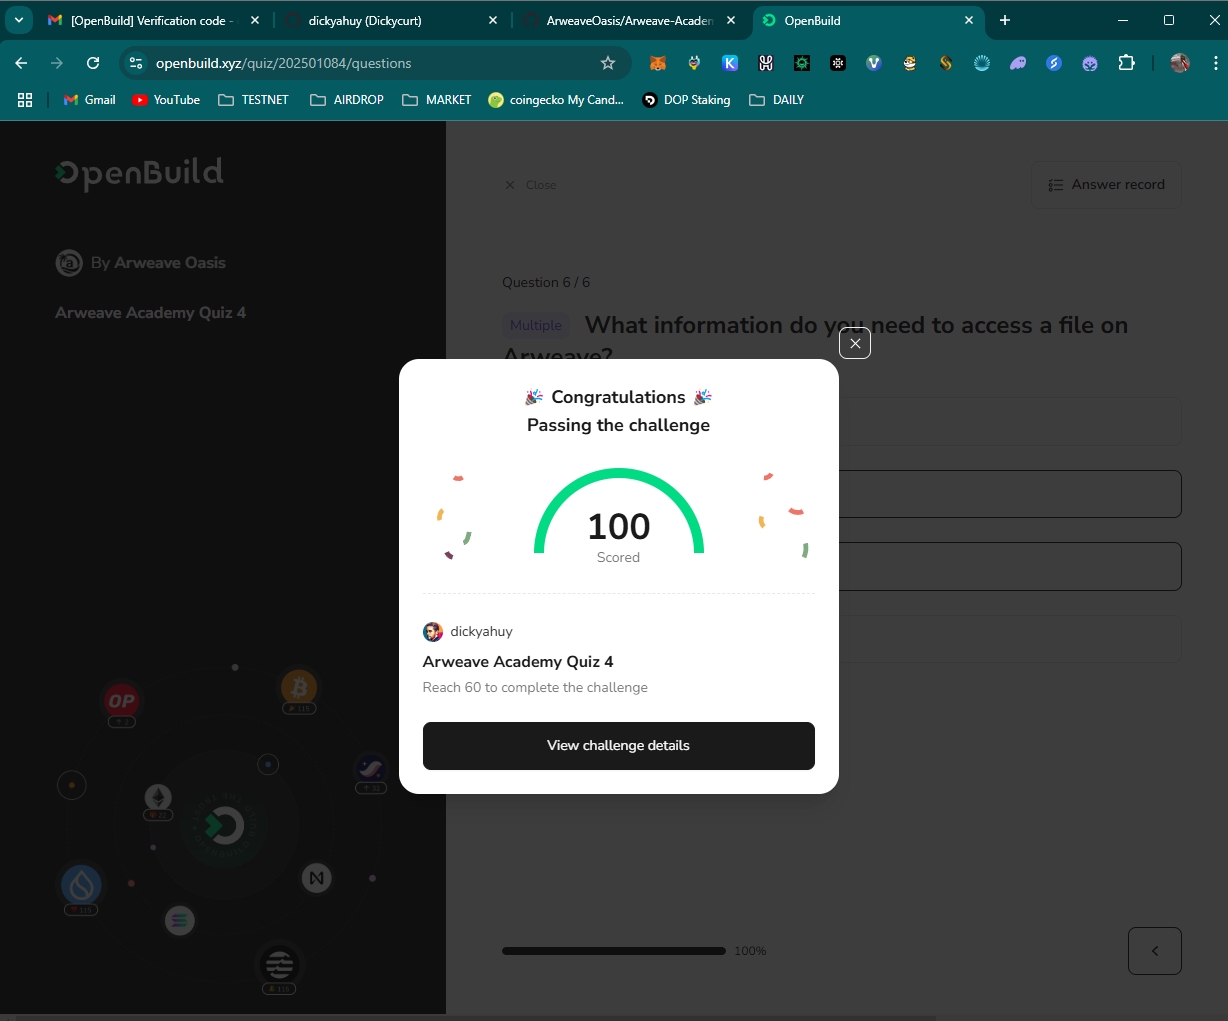 [OpenBuild] Verification code -
dickyahuy (Dickycurt)
ArweaveOasis/Arweave-Academ
OpenBuild
openbuild.xyz/quiz/202501084/questions
Gmail
YouTube
TESTNET
AIRDROP
MARKET
coingecko My Cand...
DOP Staking
DAILY
OpenBuild
Close
Answer record
By Arweave Oasis
Arweave Academy Quiz 4
Question 6 / 6
Multiple What information do you need to access a file on
Arweave?
Congratulations
Passing the challenge
100
Scored
dickyahuy
Arweave Academy Quiz 4
Reach 60 to complete the challenge
View challenge details
OP
100%